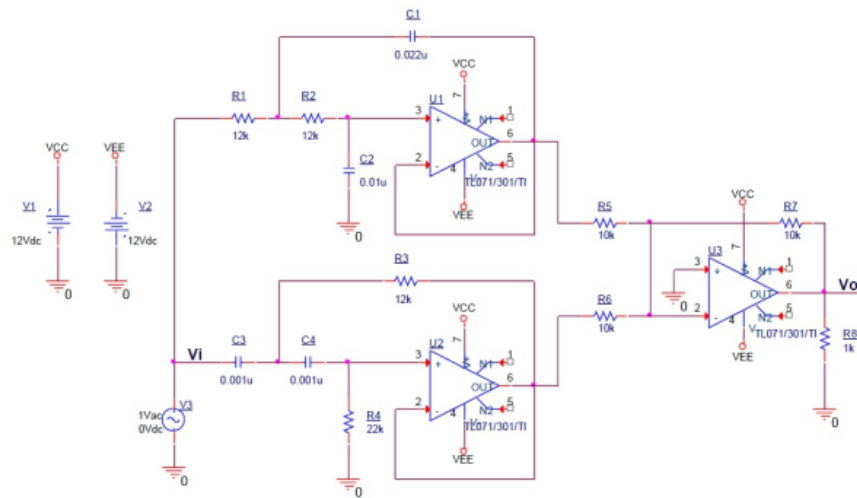 C1
0.022u
VCC
U1
R1
12k
R2
12k
C2
0.01u
7
3
+
2
-
4
V-
N1
1
OUT
6
N2
5
TL071/301/TI
VEE
0
VCC
VEE
V1
12Vdc
V2
12Vdc
0
0
R5
10k
VCC
R7
10k
U3
7
3
+
2
-
4
V-
N1
1
OUT
6
N2
5
TL071/301/TI
VEE
0
Vo
R8
1k
0
R6
10k
R3
12k
VCC
U2
Vi
C3
0.001u
C4
0.001u
7
3
+
2
-
4
V-
N1
1
OUT
6
N2
5
TL071/301/TI
VEE
R4
22k
0
V3
1Vac
0Vdc
0